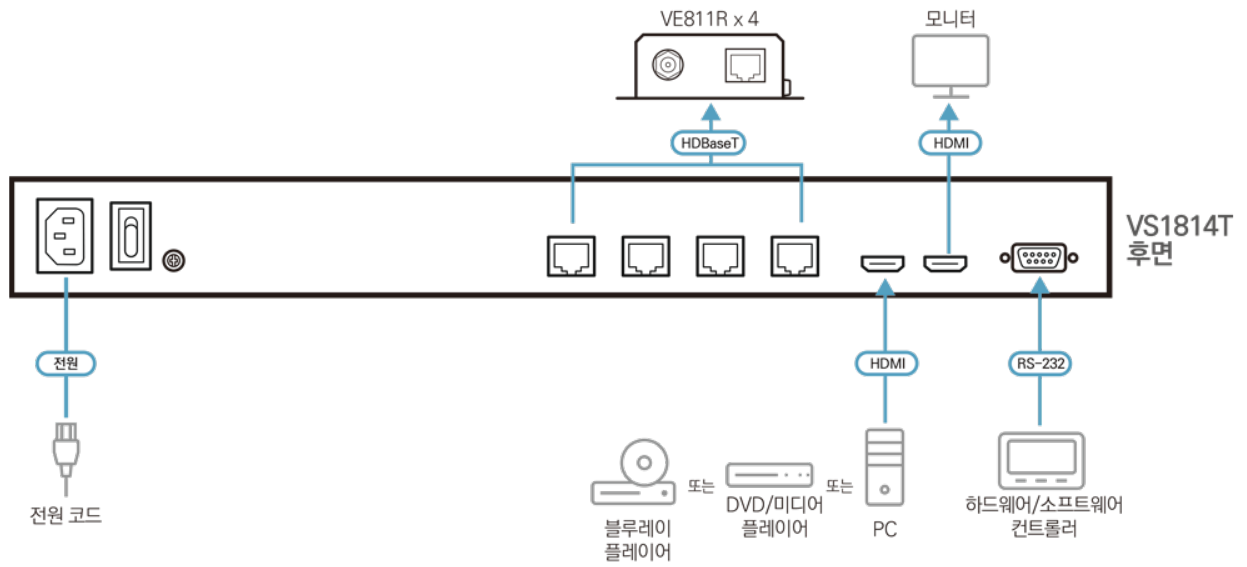 VE811R x 4
모니터
HDBaseT
HDMI
VS1814T
후면
전원
HDMI
RS-232
전원 코드
블루레이
플레이어
또는
DVD/미디어
플레이어
또는
PC
하드웨어/소프트웨어
컨트롤러